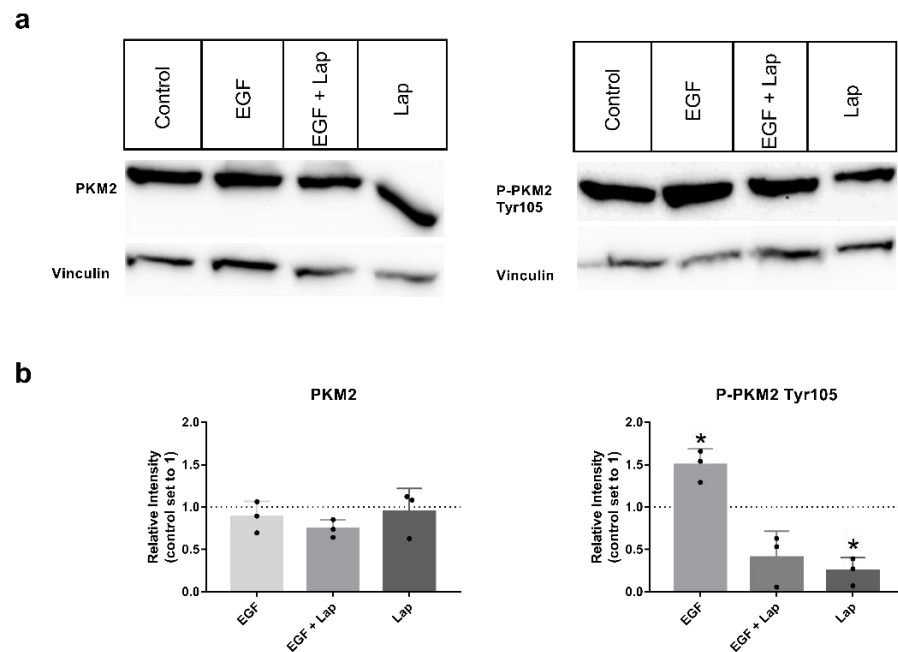 a
Control
EGF
EGF + Lap
Lap
PKM2
Vinculin
Control
EGF
EGF + Lap
Lap
P-PKM2
Tyr105
Vinculin
b
PKM2
Relative Intensity
(control set to 1)
2.0
1.5
1.0
0.5
0.0
EGF
EGF + Lap
Lap
P-PKM2 Tyr105
Relative Intensity
(control set to 1)
2.0
1.5
1.0
0.5
0.0
*
*
EGF
EGF + Lap
Lap